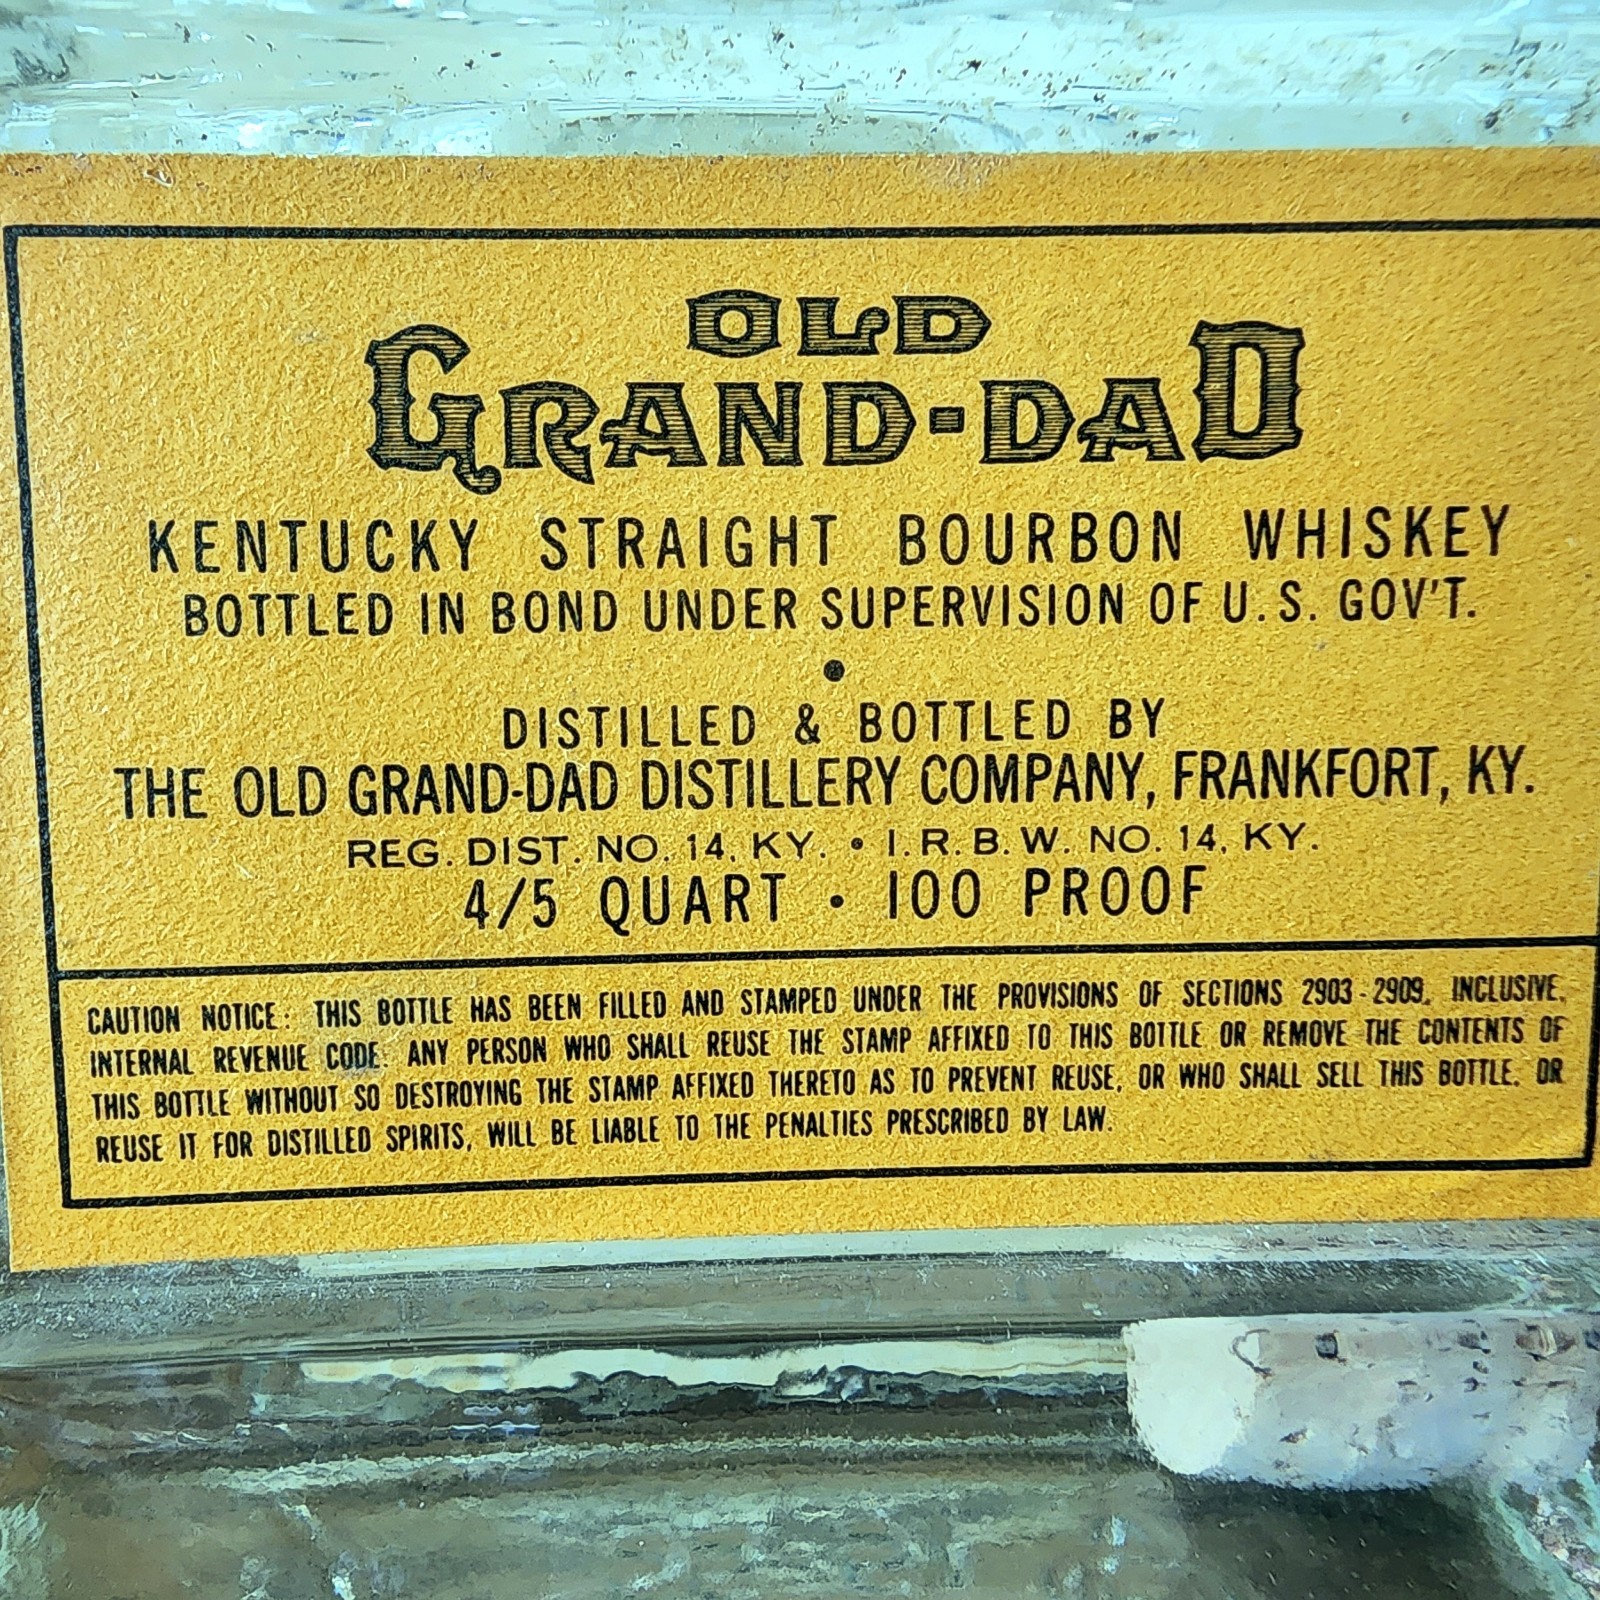 OLD
GRAND-DAD
KENTUCKY STRAIGHT BOURBON WHISKEY
BOTTLED IN BOND UNDER SUPERVISION OF U.S. GOV'T.
•
DISTILLED & BOTTLED BY
THE OLD GRAND-DAD DISTILLERY COMPANY, FRANKFORT, KY.
REG. DIST. NO. 14, KY. • I.R.B.W. NO. 14, KY.
4/5 QUART • 100 PROOF
CAUTION NOTICE: THIS BOTTLE HAS BEEN FILLED AND STAMPED UNDER THE PROVISIONS OF SECTIONS 2903-2909, INCLUSIVE,
INTERNAL REVENUE CODE. ANY PERSON WHO SHALL REUSE THE STAMP AFFIXED TO THIS BOTTLE OR REMOVE THE CONTENTS OF
THIS BOTTLE WITHOUT SO DESTROYING THE STAMP AFFIXED THERETO AS TO PREVENT REUSE, OR WHO SHALL SELL THIS BOTTLE, OR
REUSE IT FOR DISTILLED SPIRITS, WILL BE LIABLE TO THE PENALTIES PRESCRIBED BY LAW.